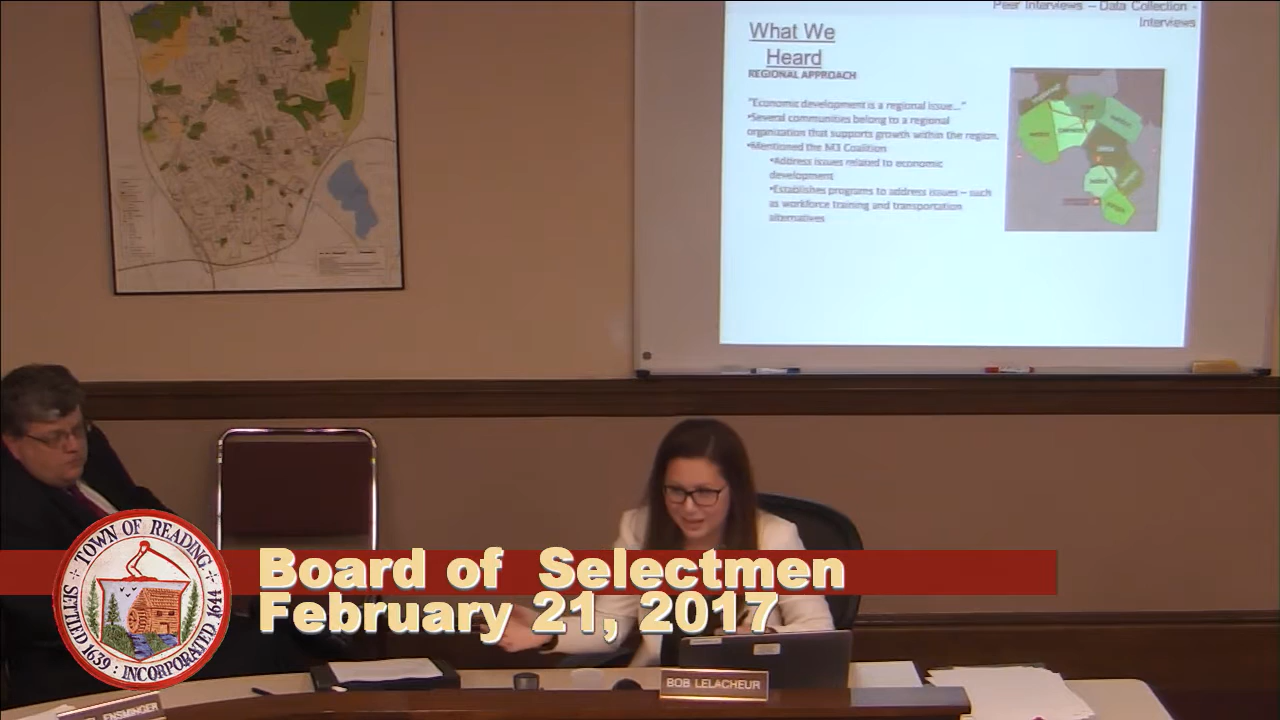 Peer Interviews – Data Collection -
Interviews
What We
Heard
REGIONAL APPROACH
"Economic development is a regional issue..."
•Several communities belong to a regional
organization that supports growth within the region.
•Mentioned the M3 Coalition
•Address issues related to economic
development
•Establishes programs to address issues – such
as workforce training and transportation
alternatives
TOWN OF READING
SETTLED 1639 : INCORPORATED 1644
Board of Selectmen
February 21, 2017
BOB LELACHEUR
ENSMINGER